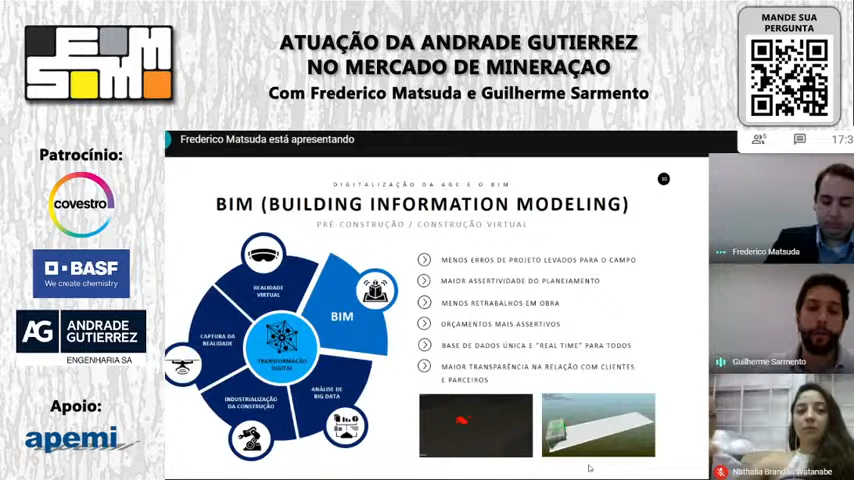 SEMM
ATUAÇÃO DA ANDRADE GUTIERREZ
NO MERCADO DE MINERAÇAO
Com Frederico Matsuda e Guilherme Sarmento
MANDE SUA
PERGUNTA
Patrocínio:
covestro
BASF
We create chemistry
AG ANDRADE
GUTIERREZ
ENGENHARIA SA
Apoio:
apemi
Frederico Matsuda está apresentando
17:3
10
DIGITALIZAÇÃO DA AGE E O BIM
BIM (BUILDING INFORMATION MODELING)
PRÉ-CONSTRUÇÃO / CONSTRUÇÃO VIRTUAL
REALIDADE
VIRTUAL
BIM
CAPTURA DA
REALIDADE
TRANSFORMAÇÃO
DIGITAL
INDUSTRIALIZAÇÃO
DA CONSTRUÇÃO
ANÁLISE DE
BIG DATA
MENOS ERROS DE PROJETO LEVADOS PARA O CAMPO
MAIOR ASSERTIVIDADE DO PLANEJAMENTO
MENOS RETRABALHOS EM OBRA
ORÇAMENTOS MAIS ASSERTIVOS
BASE DE DADOS ÚNICA E "REAL TIME" PARA TODOS
MAIOR TRANSPARÊNCIA NA RELAÇÃO COM CLIENTES
E PARCEIROS
Frederico Matsuda
Guilherme Sarmento
Nathalia Brandão Watanabe